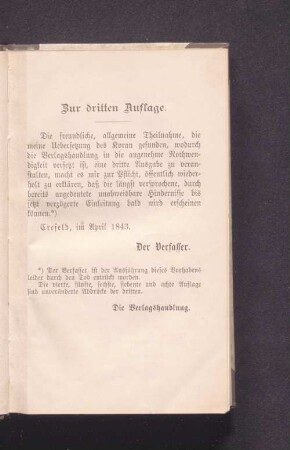 Zur dritten Auflage.
Die freundliche, allgemeine Theilnahme, die
meine Uebersetzung des Koran gefunden, wodurch
die Verlagshandlung in die angenehme Nothwen-
digkeit versetzt ist, eine dritte Ausgabe zu veran-
stalten, macht es mir zur Pflicht, öffentlich wieder-
holt zu erklären, daß die längst versprochene, durch
bereits angedeutete unabweisbare Hindernisse bis
jetzt verzögerte Einleitung bald wird erscheinen
können.*)
Crefeld, im April 1843.
Der Verfasser.
*) Der Verfasser ist der Ausführung dieses Vorhabens
leider durch den Tod entrückt worden.
Die vierte, fünfte, sechste, siebente und achte Auflage
sind unveränderte Abdrücke der dritten.
Die Verlagshandlung.